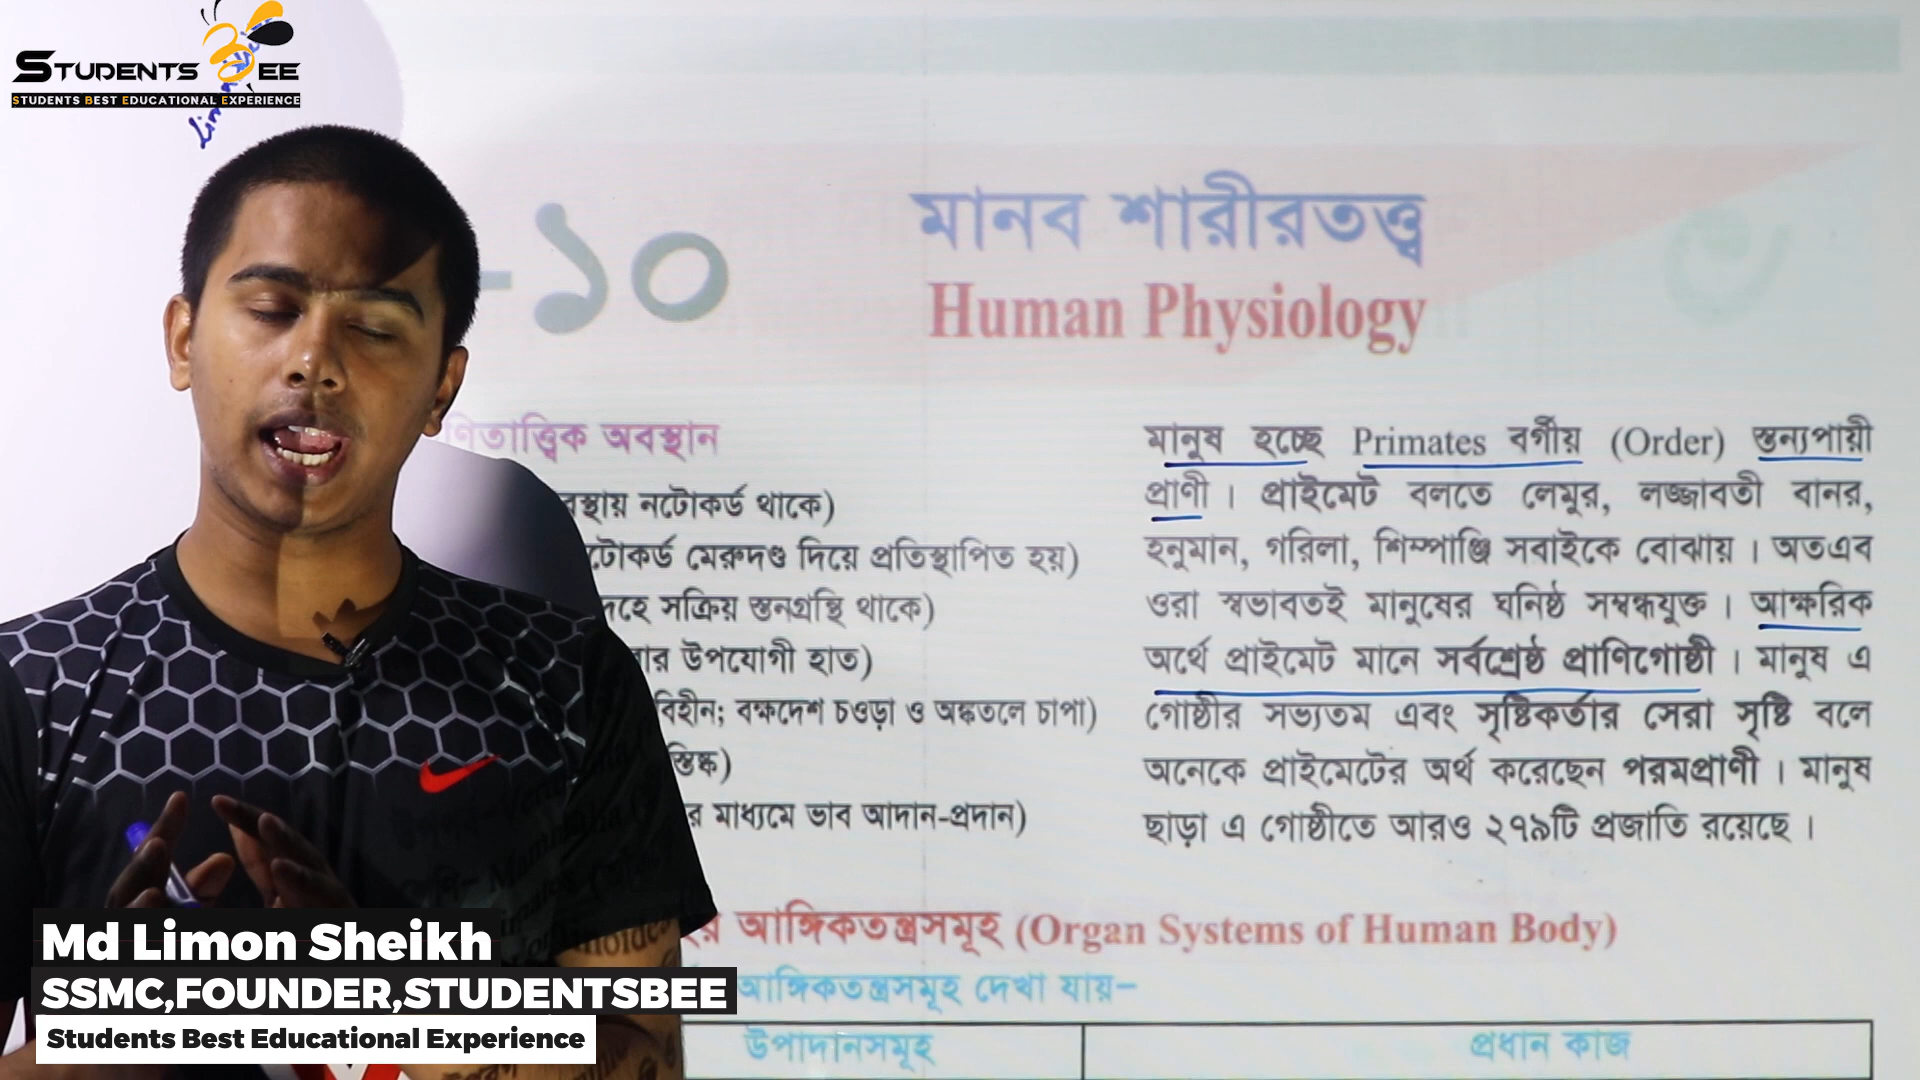 STUDENTS BEE
STUDENTS BEST EDUCATIONAL EXPERIENCE
-১০
মানব শারীরতত্ত্ব
Human Physiology
অবস্থান
নটোকর্ড থাকে)
মেরুদণ্ড দিয়ে প্রতিস্থাপিত হয়)
সক্রিয় স্তনগ্রন্থি থাকে)
উপযোগী হাত)
বক্ষদেশ চওড়া ও অঙ্কতলে চাপা)
মাধ্যমে ভাব আদান-প্রদান)
মানুষ হচ্ছে Primates বর্গীয় (Order) স্তন্যপায়ী
প্রাণী । প্রাইমেট বলতে লেমুর, লজ্জাবতী বানর,
হনুমান, গরিলা, শিম্পাঞ্জি সবাইকে বোঝায় । অতএব
ওরা স্বভাবতই মানুষের ঘনিষ্ঠ সম্বন্ধযুক্ত । আক্ষরিক
অর্থে প্রাইমেট মানে সর্বশ্রেষ্ঠ প্রাণিগোষ্ঠী । মানুষ এ
গোষ্ঠীর সভ্যতম এবং সৃষ্টিকর্তার সেরা সৃষ্টি বলে
অনেকে প্রাইমেটের অর্থ করেছেন পরমপ্রাণী । মানুষ
ছাড়া এ গোষ্ঠীতে আরও ২৭৯টি প্রজাতি রয়েছে ।
আঙ্গিকতন্ত্রসমূহ (Organ Systems of Human Body)
আঙ্গিকতন্ত্রসমূহ দেখা যায়–
উপাদানসমূহ
প্রধান কাজ
Md Limon Sheikh
SSMC,FOUNDER,STUDENTSBEE
Students Best Educational Experience